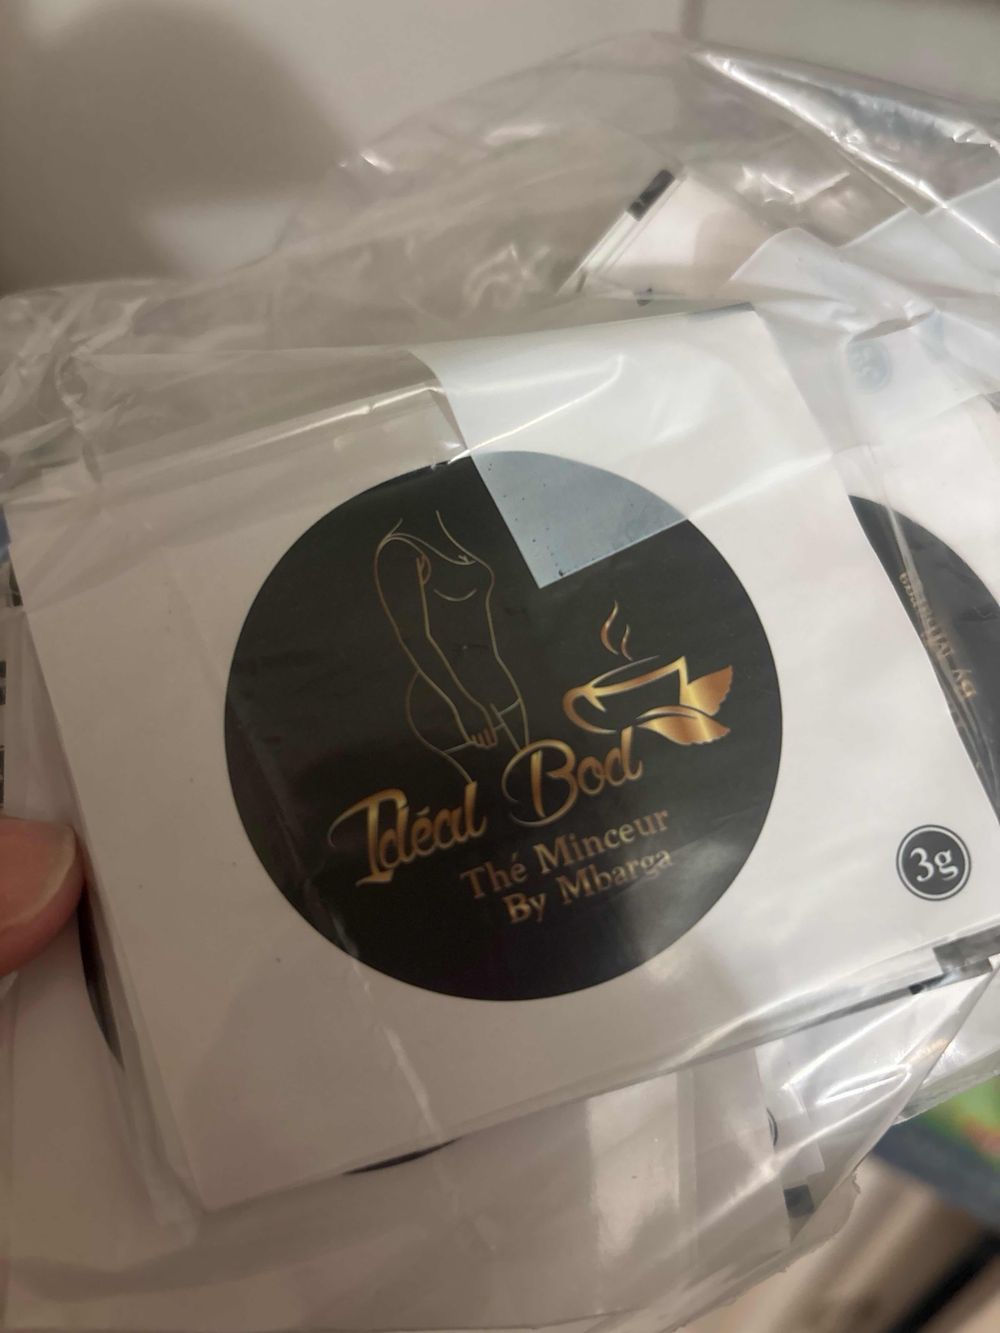 Idéal Bod
Thé Minceur
By Mbarga
3g